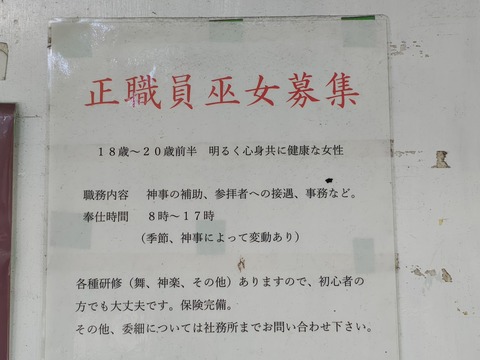 正職員巫女募集
18歳~20歳前半 明るく心身共に健康な女性
職務内容 神事の補助、参拝者への接遇、事務など。
奉仕時間 8時~17時
(季節、神事によって変動あり)
各種研修(舞、神楽、その他)ありますので、初心者の
方でも大丈夫です。保険完備。
その他、委細については社務所までお問い合わせ下さい。